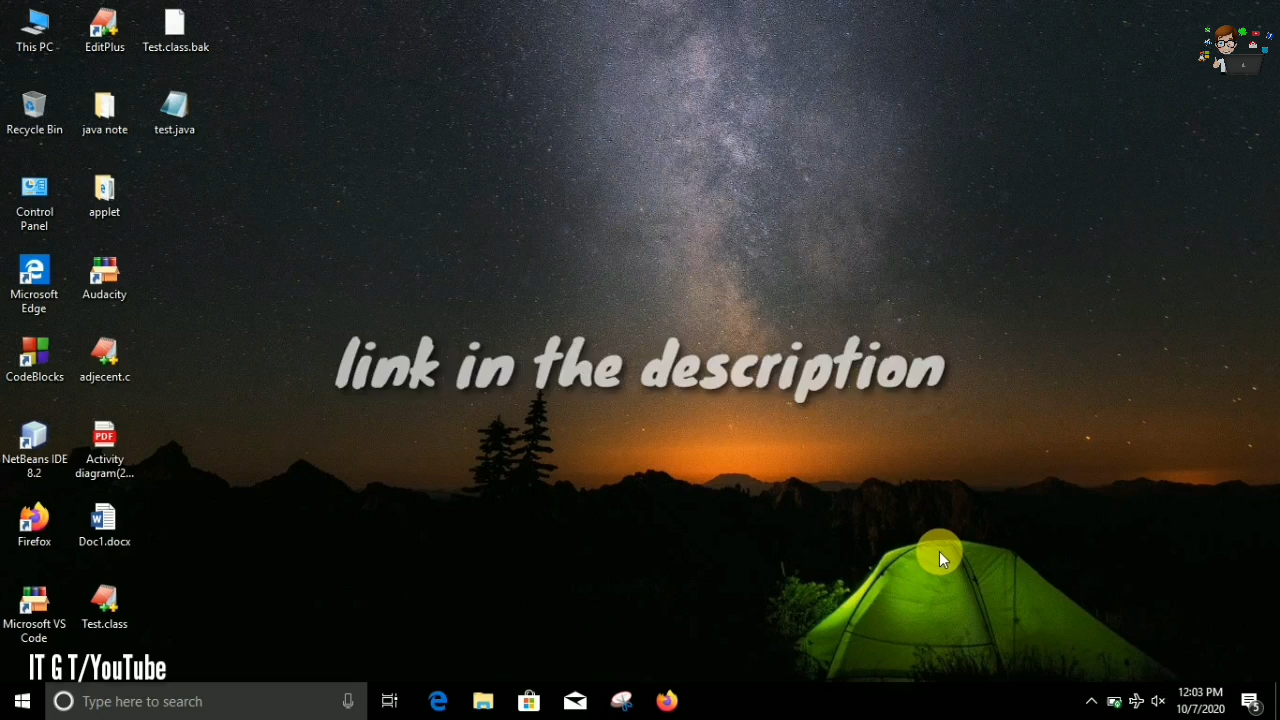 This PC
EditPlus
Test.class.bak
Recycle Bin
java note
test.java
Control
Panel
applet
Microsoft
Edge
Audacity
CodeBlocks
adjecent.c
NetBeans IDE
8.2
PDF
Activity
diagram(2...
Firefox
Doc1.docx
Microsoft VS
Code
Test.class
link in the description
IT G T/YouTube
Type here to search
12:03 PM
10/7/2020
5